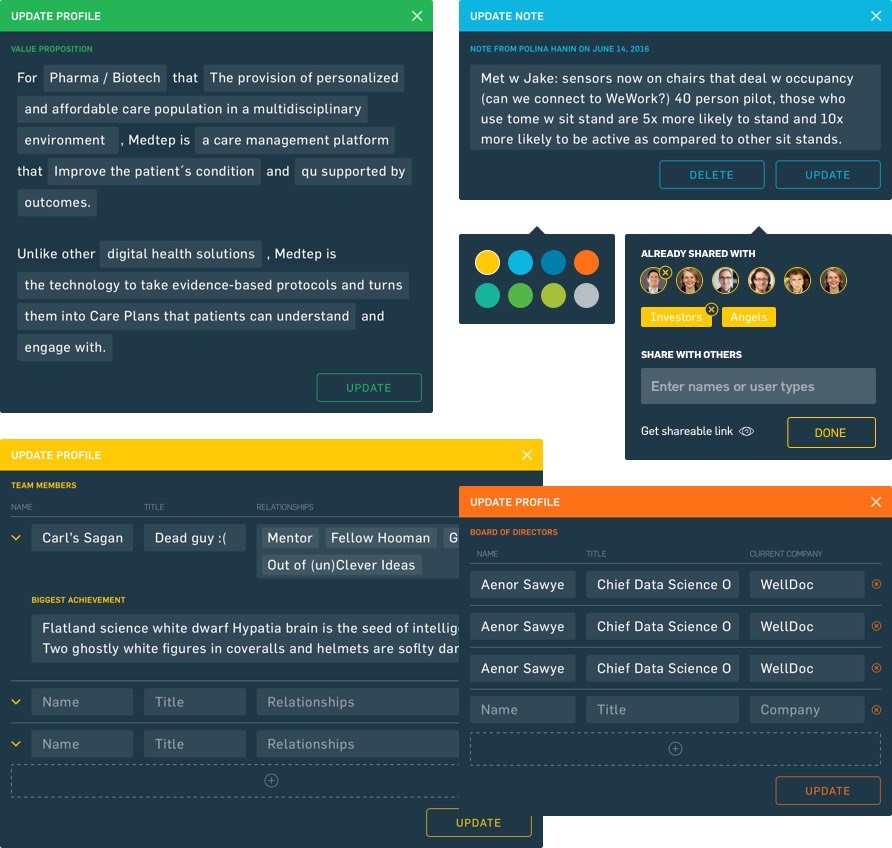 UPDATE PROFILE
VALUE PROPOSITION
For Pharma / Biotech that The provision of personalized
and affordable care population in a multidisciplinary
environment , Medtep is a care management platform
that Improve the patient´s condition and qu supported by
outcomes.
Unlike other digital health solutions , Medtep is
the technology to take evidence-based protocols and turns
them into Care Plans that patients can understand and
engage with.
UPDATE
UPDATE NOTE
NOTE FROM POLINA HANIN ON JUNE 14, 2016
Met w Jake: sensors now on chairs that deal w occupancy
(can we connect to WeWork?) 40 person pilot, those who
use tome w sit stand are 5x more likely to stand and 10x
more likely to be active as compared to other sit stands.
DELETE UPDATE
ALREADY SHARED WITH
Investors Angels
SHARE WITH OTHERS
Enter names or user types
Get shareable link DONE
UPDATE PROFILE
TEAM MEMBERS
NAME TITLE RELATIONSHIPS
Carl's Sagan Dead guy :( Mentor Fellow Hooman G
Out of (un)Clever Ideas
BIGGEST ACHIEVEMENT
Flatland science white dwarf Hypatia brain is the seed of intellig
Two ghostly white figures in coveralls and helmets are soflty dar
Name Title Relationships
Name Title Relationships
UPDATE
UPDATE PROFILE
BOARD OF DIRECTORS
NAME TITLE CURRENT COMPANY
Aenor Sawye Chief Data Science O WellDoc
Aenor Sawye Chief Data Science O WellDoc
Aenor Sawye Chief Data Science O WellDoc
Name Title Company
UPDATE